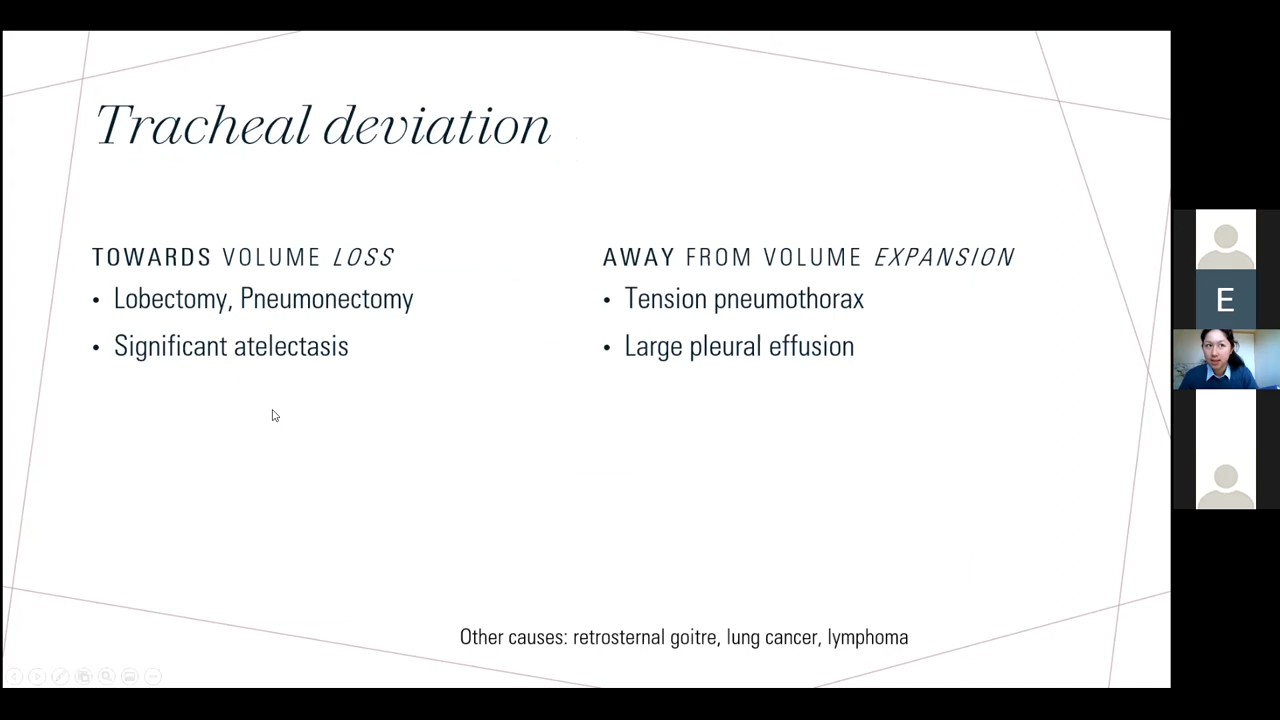 Tracheal deviation
TOWARDS VOLUME LOSS
• Lobectomy, Pneumonectomy
• Significant atelectasis
AWAY FROM VOLUME EXPANSION
• Tension pneumothorax
• Large pleural effusion
Other causes: retrosternal goitre, lung cancer, lymphoma
E